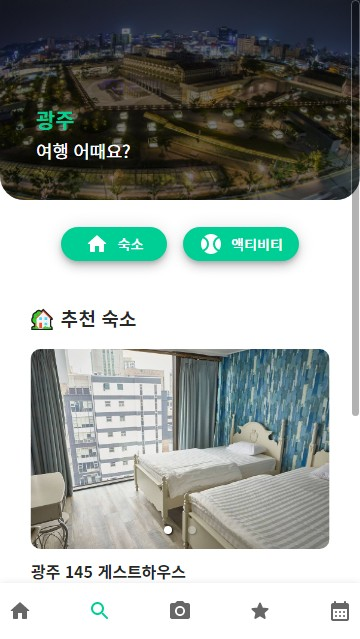 광주
여행 어때요?
숙소
액티비티
추천 숙소
광주 145 게스트하우스